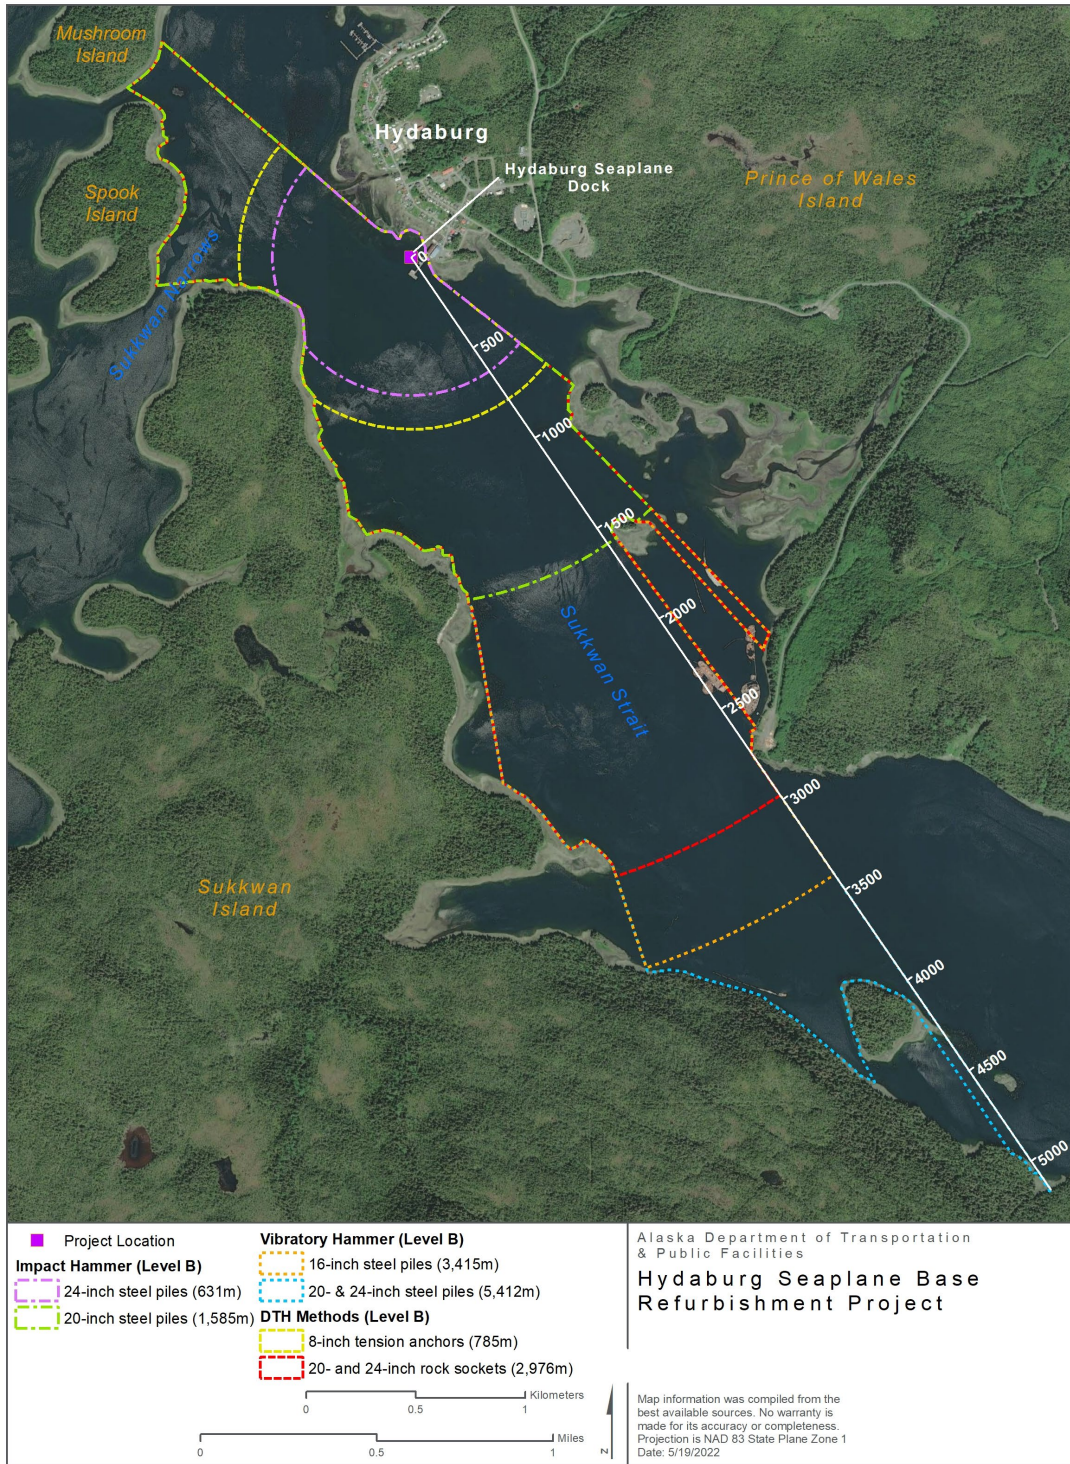 Mushroom
Island
Hydaburg
Hydaburg Seaplane
Dock
Prince of Wales
Island
Spook
Island
Sukkwan Narrows
0
500
1000
1500
2000
Sukkwan Strait
2500
3000
3500
Sukkwan
Island
4000
4500
5000
Project Location
Impact Hammer (Level B)
24-inch steel piles (631m)
20-inch steel piles (1,585m)
Vibratory Hammer (Level B)
16-inch steel piles (3,415m)
20- & 24-inch steel piles (5,412m)
DTH Methods (Level B)
8-inch tension anchors (785m)
20- and 24-inch rock sockets (2,976m)
Kilometers
0 0.5 1
Miles
0 0.5 1
N
Alaska Department of Transportation
& Public Facilities
Hydaburg Seaplane Base
Refurbishment Project
Map information was compiled from the
best available sources. No warranty is
made for its accuracy or completeness.
Projection is NAD 83 State Plane Zone 1
Date: 5/19/2022